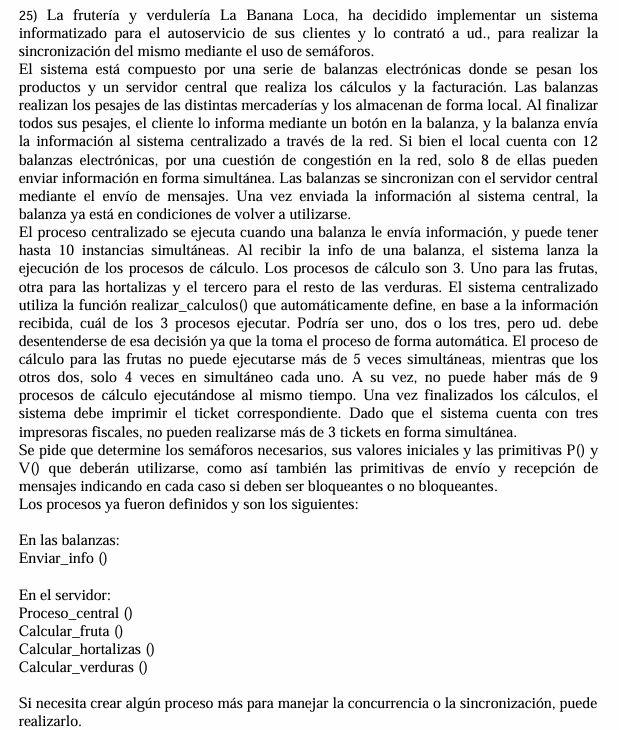 25) La frutería y verdulería La Banana Loca, ha decidido implementar un sistema
informatizado para el autoservicio de sus clientes y lo contrató a ud., para realizar la
sincronización del mismo mediante el uso de semáforos.
El sistema está compuesto por una serie de balanzas electrónicas donde se pesan los
productos y un servidor central que realiza los cálculos y la facturación. Las balanzas
realizan los pesajes de las distintas mercaderías y los almacenan de forma local. Al finalizar
todos sus pesajes, el cliente lo informa mediante un botón en la balanza, y la balanza envía
la información al sistema centralizado a través de la red. Si bien el local cuenta con 12
balanzas electrónicas, por una cuestión de congestión en la red, solo 8 de ellas pueden
enviar información en forma simultánea. Las balanzas se sincronizan con el servidor central
mediante el envío de mensajes. Una vez enviada la información al sistema central, la
balanza ya está en condiciones de volver a utilizarse.
El proceso centralizado se ejecuta cuando una balanza le envía información, y puede tener
hasta 10 instancias simultáneas. Al recibir la info de una balanza, el sistema lanza la
ejecución de los procesos de cálculo. Los procesos de cálculo son 3. Uno para las frutas,
otra para las hortalizas y el tercero para el resto de las verduras. El sistema centralizado
utiliza la función realizar_calculos() que automáticamente define, en base a la información
recibida, cuál de los 3 procesos ejecutar. Podría ser uno, dos o los tres, pero ud. debe
desentenderse de esa decisión ya que la toma el proceso de forma automática. El proceso de
cálculo para las frutas no puede ejecutarse más de 5 veces simultáneas, mientras que los
otros dos, solo 4 veces en simultáneo cada uno. A su vez, no puede haber más de 9
procesos de cálculo ejecutándose al mismo tiempo. Una vez finalizados los cálculos, el
sistema debe imprimir el ticket correspondiente. Dado que el sistema cuenta con tres
impresoras fiscales, no pueden realizarse más de 3 tickets en forma simultánea.
Se pide que determine los semáforos necesarios, sus valores iniciales y las primitivas P() y
V() que deberán utilizarse, como así también las primitivas de envío y recepción de
mensajes indicando en cada caso si deben ser bloqueantes o no bloqueantes.
Los procesos ya fueron definidos y son los siguientes:
En las balanzas:
Enviar_info ()
En el servidor:
Proceso_central ()
Calcular_fruta ()
Calcular_hortalizas ()
Calcular_verduras ()
Si necesita crear algún proceso más para manejar la concurrencia o la sincronización, puede
realizarlo.